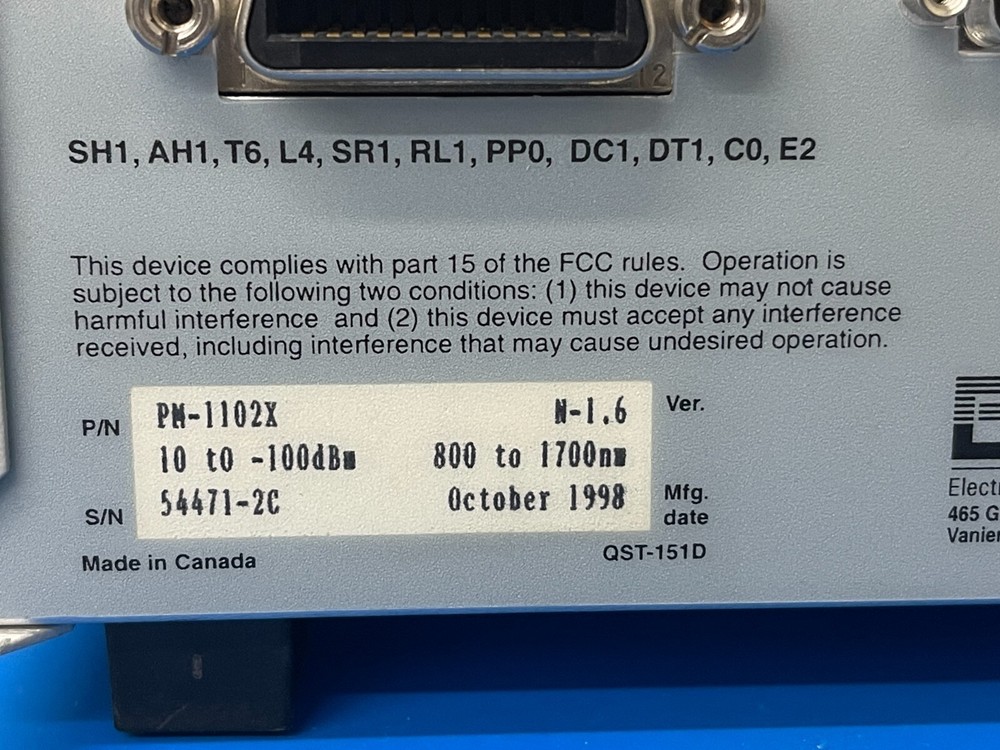 12
SH1, AH1, T6, L4, SR1, RL1, PP0, DC1, DT1, C0, E2
This device complies with part 15 of the FCC rules. Operation is
subject to the following two conditions: (1) this device may not cause
harmful interference and (2) this device must accept any interference
received, including interference that may cause undesired operation.
P/N PM-1102X N-1.6 Ver.
10 to -100dBm 800 to 1700nm
S/N 54471-2C October 1998 Mfg.
date
Made in Canada QST-151D
Elect
465 G
Vanier